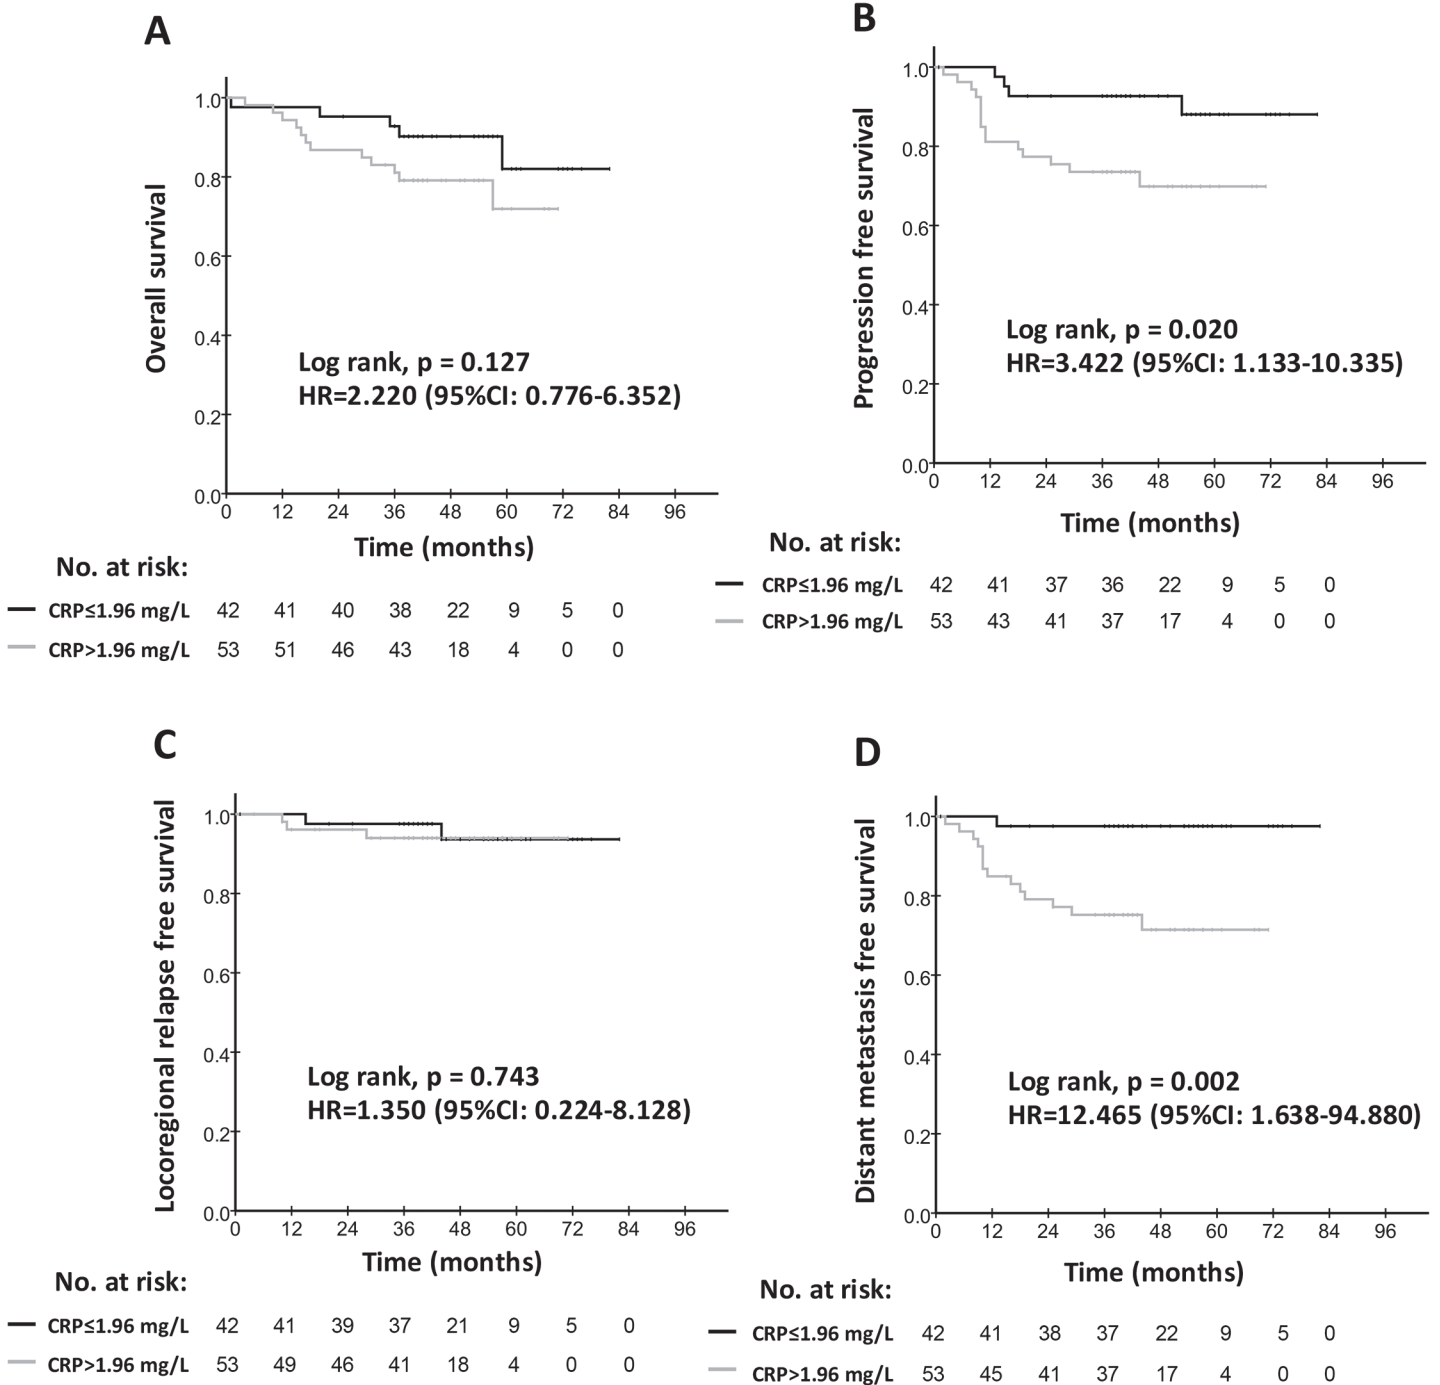 A
1.0
0.8
0.6
0.4
0.2
0.0
Overall survival
Log rank, p = 0.127
HR=2.220 (95%CI: 0.776-6.352)
0 12 24 36 48 60 72 84 96
Time (months)
No. at risk:
CRP≤1.96 mg/L 42 41 40 38 22 9 5 0
CRP>1.96 mg/L 53 51 46 43 18 4 0 0
B
1.0
0.8
0.6
0.4
0.2
0.0
Progression free survival
Log rank, p = 0.020
HR=3.422 (95%CI: 1.133-10.335)
0 12 24 36 48 60 72 84 96
Time (months)
No. at risk:
CRP≤1.96 mg/L 42 41 37 36 22 9 5 0
CRP>1.96 mg/L 53 43 41 37 17 4 0 0
C
1.0
0.8
0.6
0.4
0.2
0.0
Locoregional relapse free survival
Log rank, p = 0.743
HR=1.350 (95%CI: 0.224-8.128)
0 12 24 36 48 60 72 84 96
Time (months)
No. at risk:
CRP≤1.96 mg/L 42 41 39 37 21 9 5 0
CRP>1.96 mg/L 53 49 46 41 18 4 0 0
D
1.0
0.8
0.6
0.4
0.2
0.0
Distant metastasis free survival
Log rank, p = 0.002
HR=12.465 (95%CI: 1.638-94.880)
0 12 24 36 48 60 72 84 96
Time (months)
No. at risk:
CRP≤1.96 mg/L 42 41 38 37 22 9 5 0
CRP>1.96 mg/L 53 45 41 37 17 4 0 0